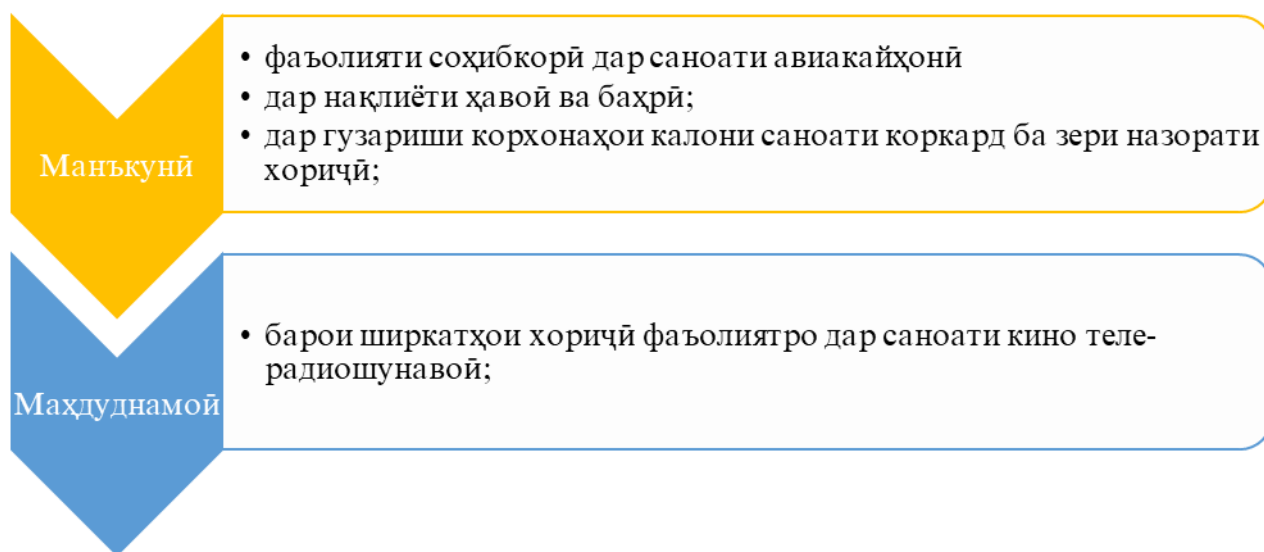 Манъкунӣ
• фаъолияти соҳибкорӣ дар саноати авиакайҳонӣ
• дар нақлиёти ҳавоӣ ва баҳрӣ;
• дар гузариши корхонаҳои калони саноати коркард ба зери назорати
хориҷӣ;
Маҳдуднамоӣ
• барои ширкатҳои хориҷӣ фаъолиятро дар саноати кино теле-
радиошунавоӣ;